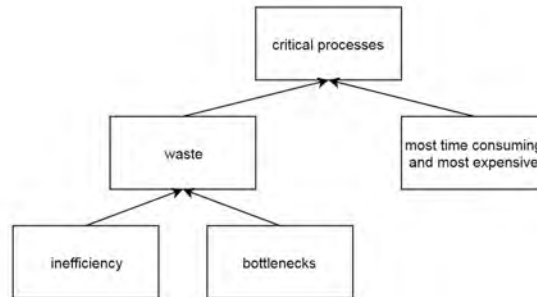 critical processes
waste
most time consuming
and most expensive
inefficiency
bottlenecks